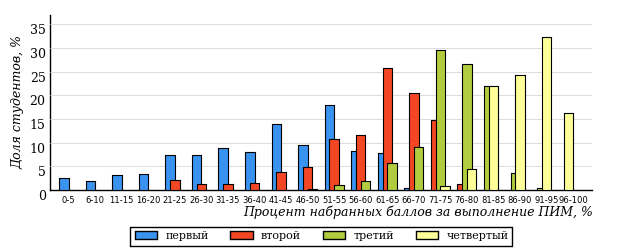 Доля студентов, %
35
30
25
20
15
10
5
0
0-5 6-10 11-15 16-20 21-25 26-30 31-35 36-40 41-45 46-50 51-55 56-60 61-65 66-70 71-75 76-80 81-85 86-90 91-95 96-100
Процент набранных баллов за выполнение ПИМ, %
первый второй третий четвертый